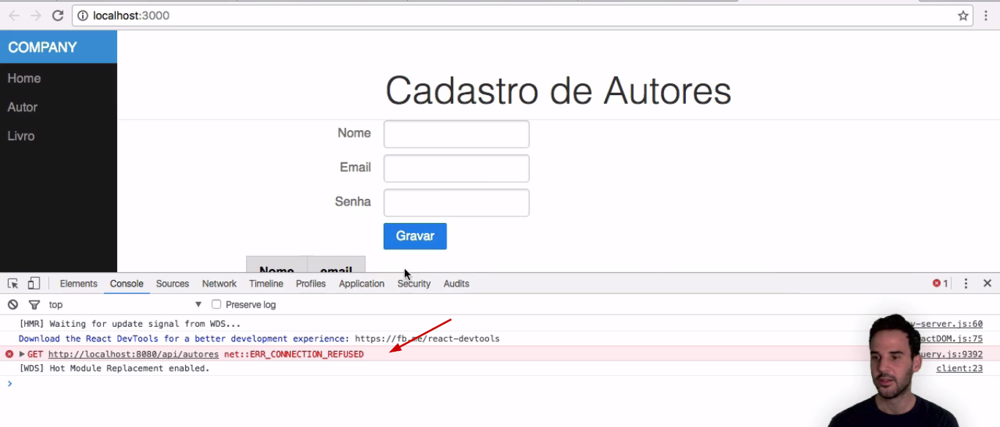 localhost:3000
COMPANY
Home
Autor
Livro
Cadastro de Autores
Nome
Email
Senha
Gravar
Nome email
Elements Console Sources Network Timeline Profiles Application Security Audits 1
top Preserve log
[HMR] Waiting for update signal from WDS... -server.js:60
Download the React DevTools for a better development experience: https://fb.me/react-devtools actDOM.js:75
GET http://localhost:8080/api/autores net::ERR_CONNECTION_REFUSED uery.js:9392
[WDS] Hot Module Replacement enabled. client:23